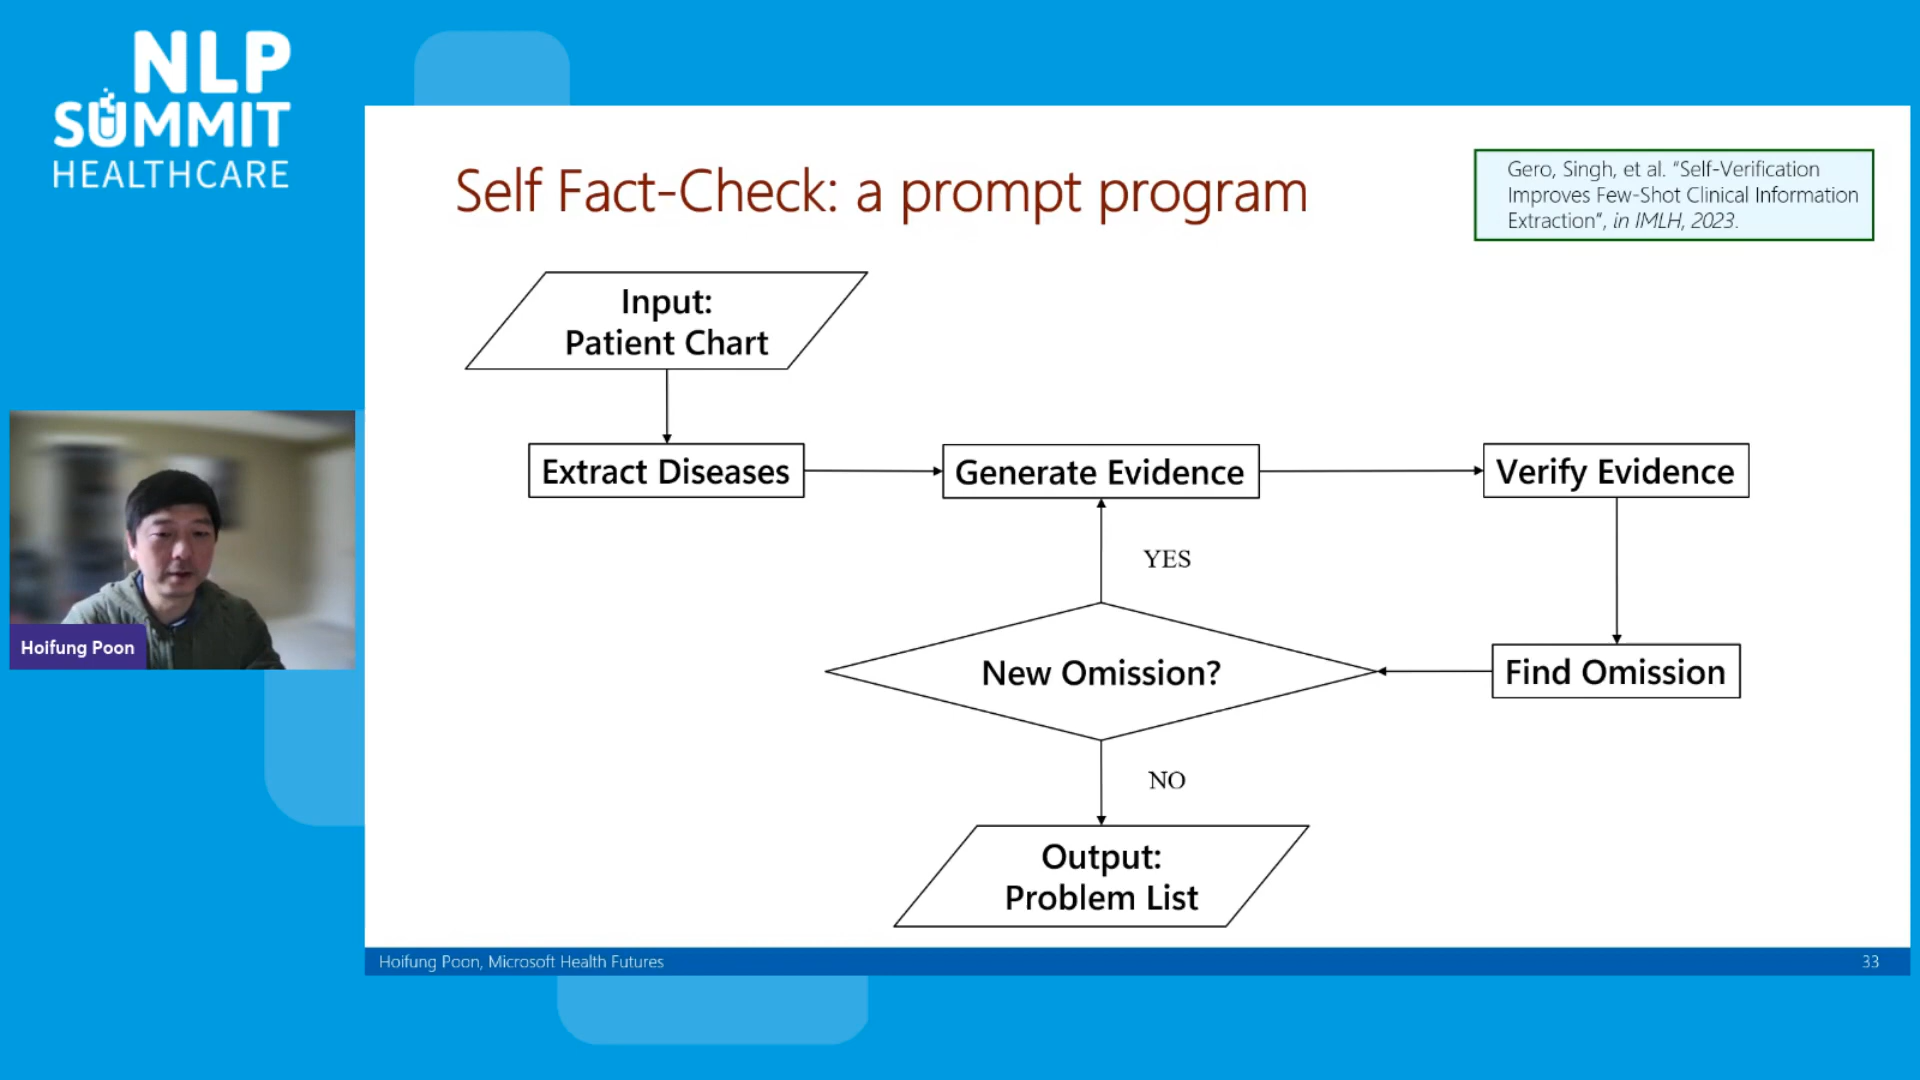 NLP
SUMMIT
HEALTHCARE
Self Fact-Check: a prompt program
Gero, Singh, et al. “Self-Verification
Improves Few-Shot Clinical Information
Extraction”, in IMLH, 2023.
Input:
Patient Chart
Extract Diseases
Generate Evidence
Verify Evidence
YES
New Omission?
Find Omission
NO
Output:
Problem List
Hoifung Poon
Hoifung Poon, Microsoft Health Futures
33